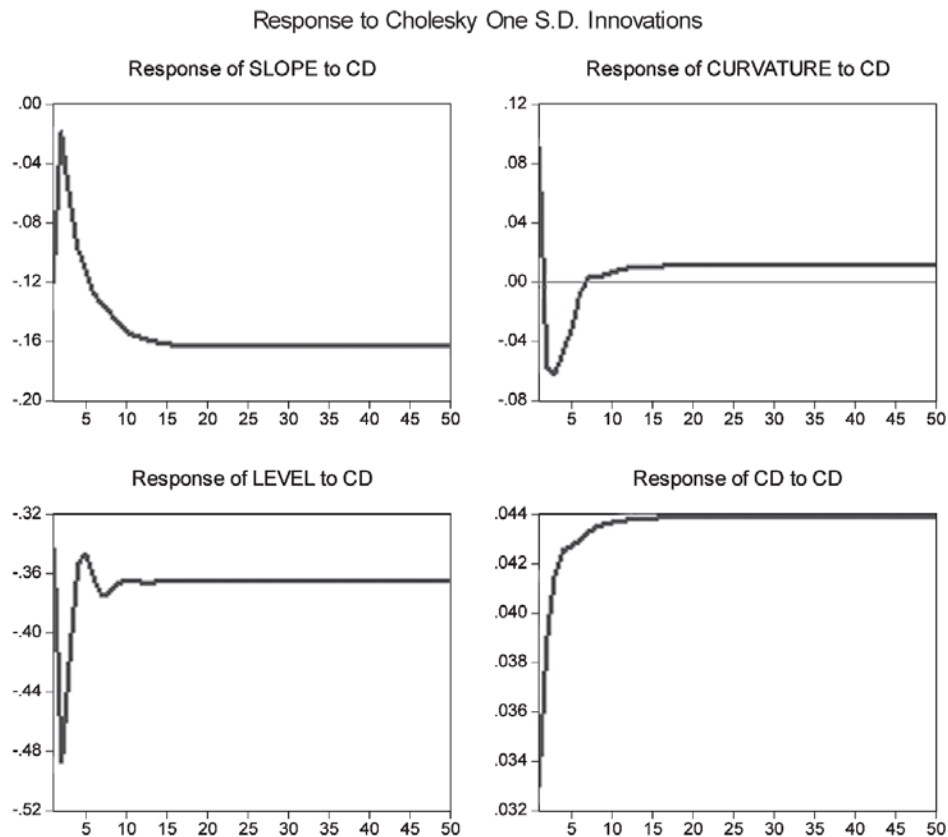 Response to Cholesky One S.D. Innovations
Response of SLOPE to CD
.00
-.04
-.08
-.12
-.16
-.20
5 10 15 20 25 30 35 40 45 50
Response of CURVATURE to CD
.12
.08
.04
.00
-.04
-.08
5 10 15 20 25 30 35 40 45 50
Response of LEVEL to CD
-.32
-.36
-.40
-.44
-.48
-.52
5 10 15 20 25 30 35 40 45 50
Response of CD to CD
.044
.042
.040
.038
.036
.034
.032
5 10 15 20 25 30 35 40 45 50